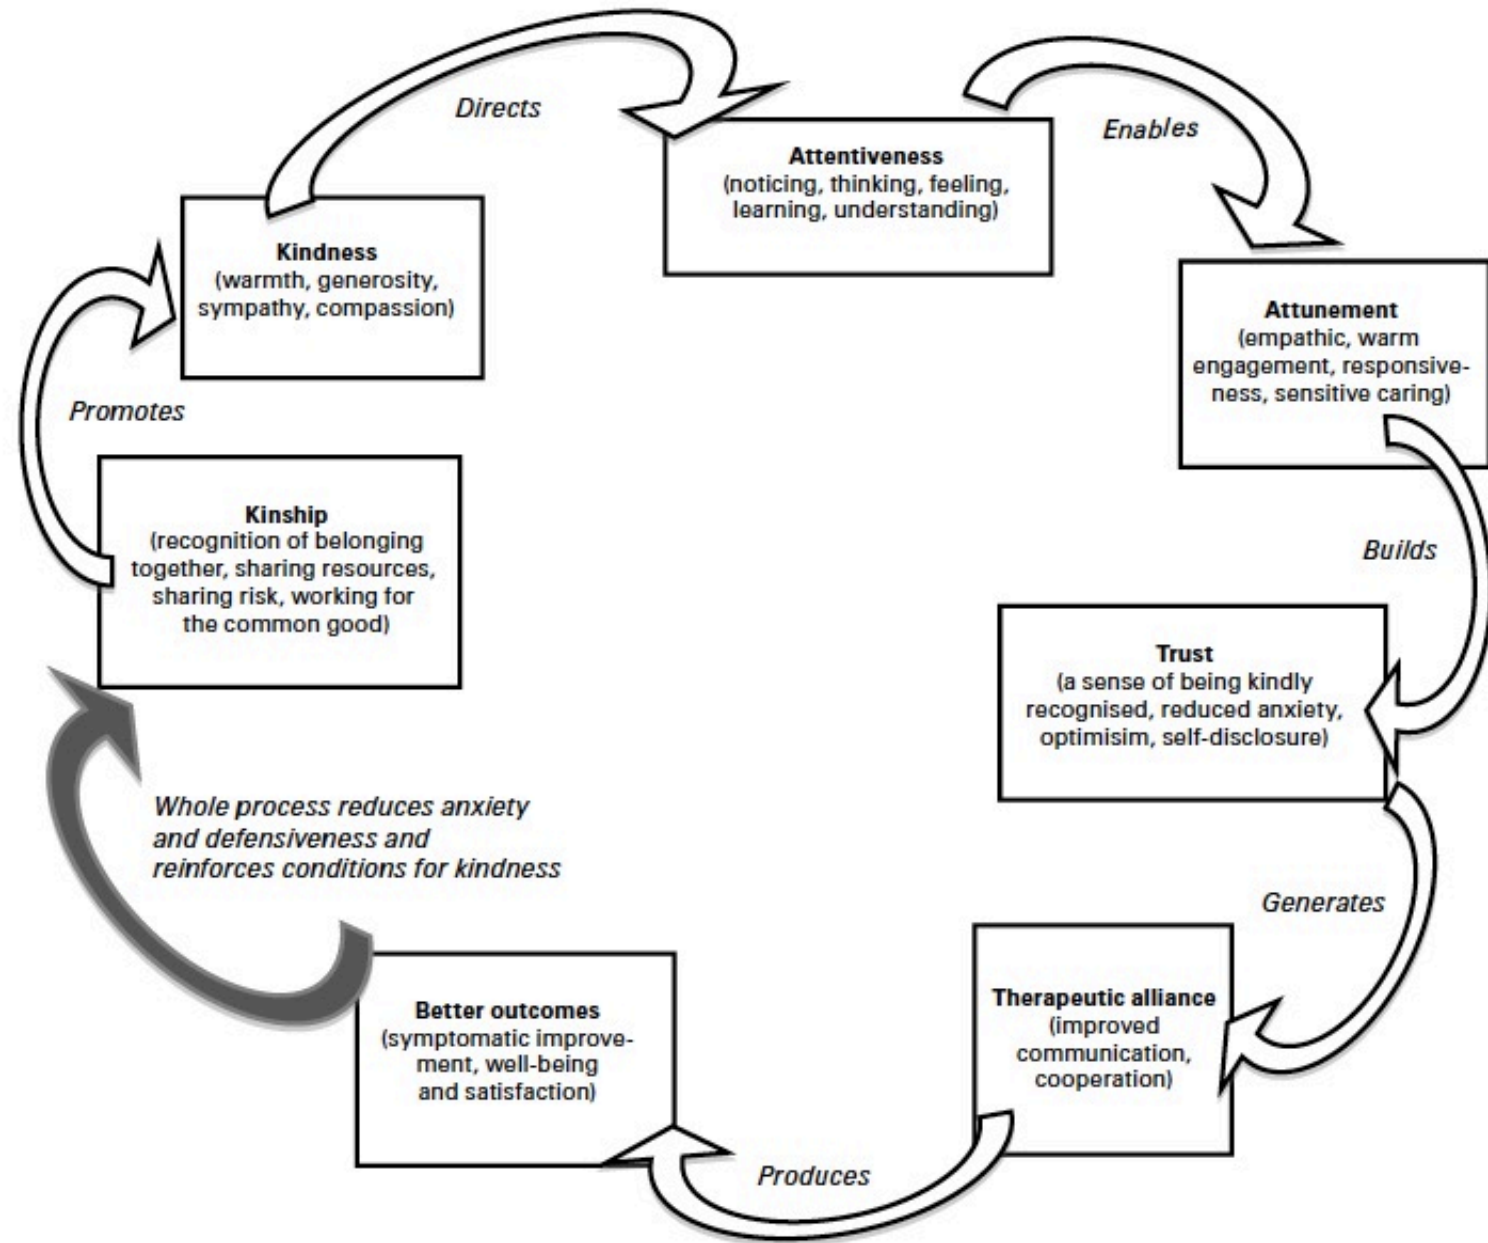 Directs
Attentiveness
(noticing, thinking, feeling,
learning, understanding)
Enables
Kindness
(warmth, generosity,
sympathy, compassion)
Attunement
(empathic, warm
engagement, responsive-
ness, sensitive caring)
Promotes
Kinship
(recognition of belonging
together, sharing resources,
sharing risk, working for
the common good)
Builds
Trust
(a sense of being kindly
recognised, reduced anxiety,
optimisim, self-disclosure)
Whole process reduces anxiety
and defensiveness and
reinforces conditions for kindness
Generates
Better outcomes
(symptomatic improve-
ment, well-being
and satisfaction)
Therapeutic alliance
(improved
communication,
cooperation)
Produces